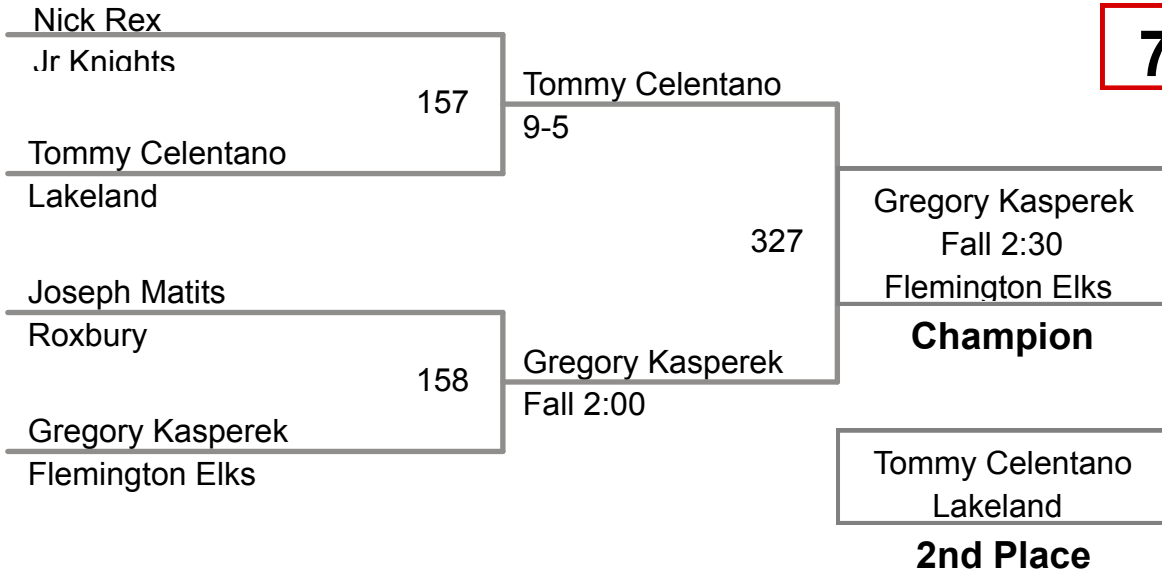 Nick Rex
Jr Knights
157
Tommy Celentano
Lakeland
Joseph Matits
Roxbury
158
Gregory Kasperek
Flemington Elks
Tommy Celentano
9-5
327
Gregory Kasperek
Fall 2:00
7
Gregory Kasperek
Fall 2:30
Flemington Elks
Champion
Tommy Celentano
Lakeland
2nd Place